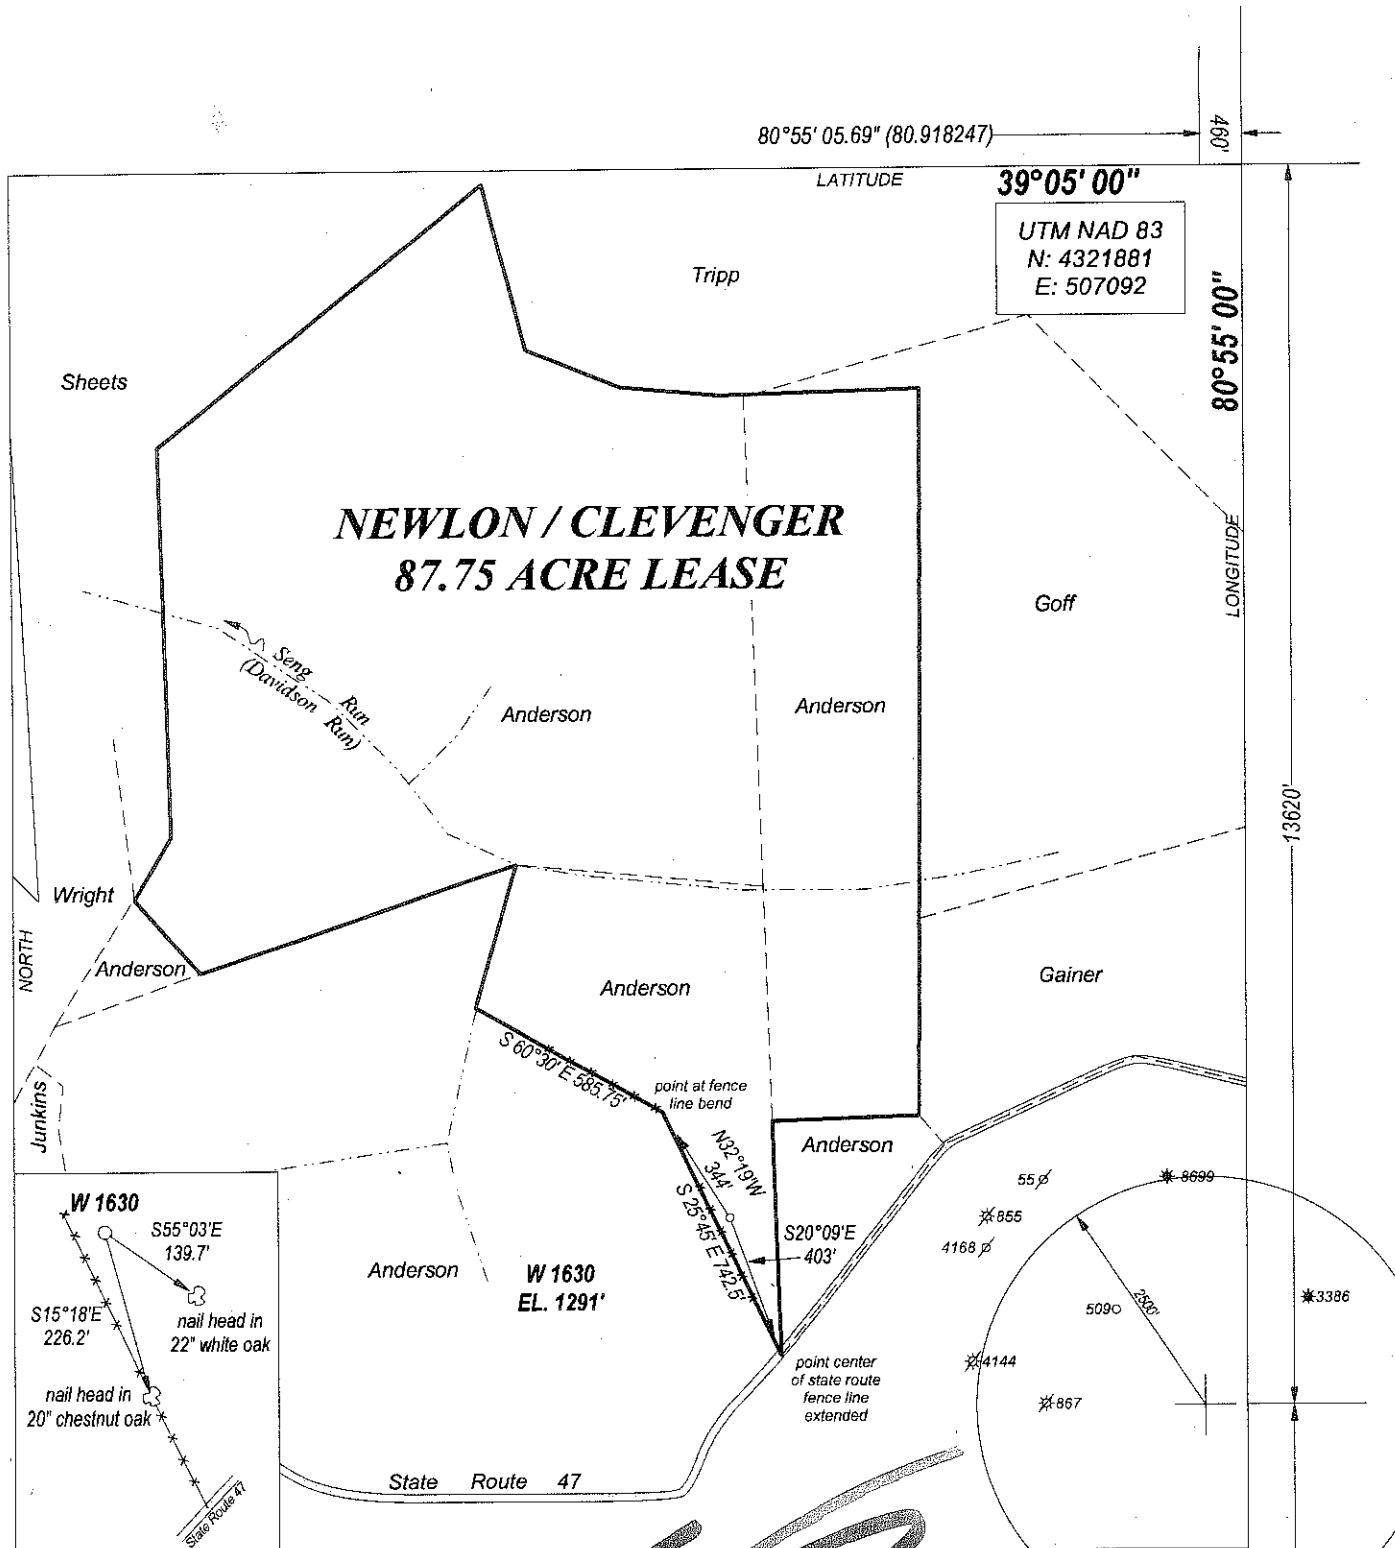 80°55' 05.69" (80.918247)
460'
LATITUDE
39°05' 00"
UTM NAD 83
N: 4321881
E: 507092
80°55' 00"
LONGITUDE
13620'
Tripp
Sheets
NEWLON / CLEVENGER
87.75 ACRE LEASE
Goff
Seng Run
(Davidson Run)
Anderson
Anderson
Wright
NORTH
Anderson
Anderson
Gainer
S 60°30' E 585.75'
point at fence
line bend
Junkins
N32°19'W
344'
Anderson
S 25°45' E 742.5'
S20°09'E
403'
Anderson
W 1630
EL. 1291'
55
8699
855
4168
3386
509
2500'
4144
867
point center
of state route
fence line
extended
State Route 47
W 1630
S55°03'E
139.7'
S15°18'E
226.2'
nail head in
22" white oak
nail head in
20" chestnut oak
State Route 47